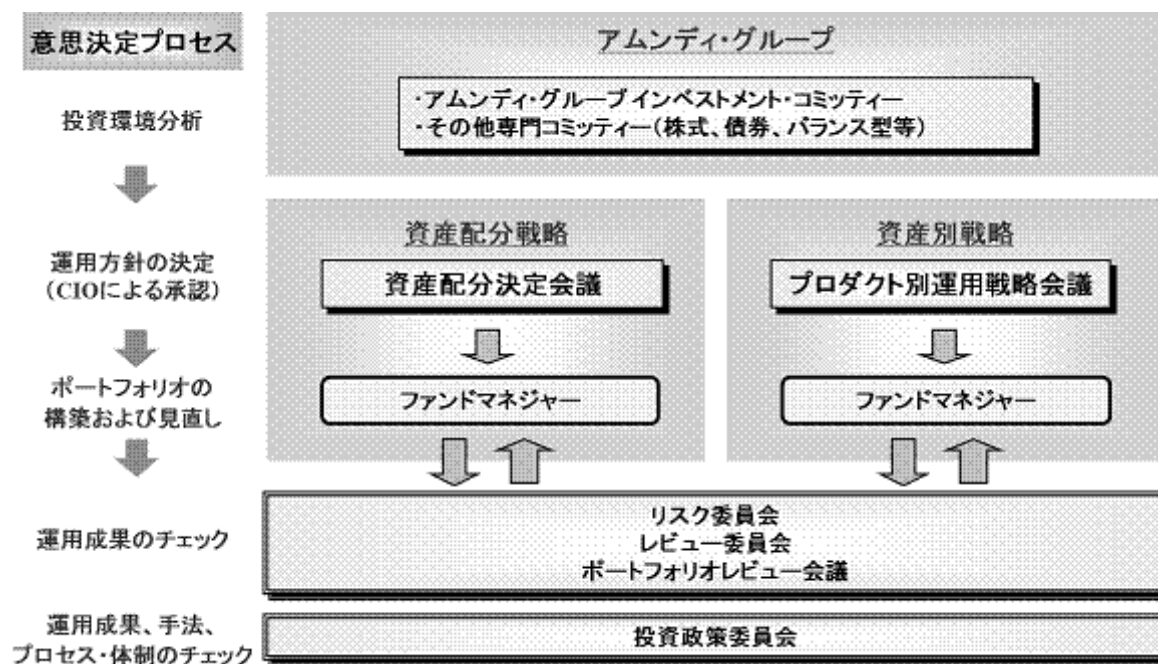 意思決定プロセス
アムンディ・グループ
投資環境分析
・アムンディ・グループ インベストメント・コミッティー
・その他専門コミッティー(株式、債券、バランス型等)
資産配分戦略
資産別戦略
運用方針の決定
(CIOによる承認)
資産配分決定会議
プロダクト別運用戦略会議
ポートフォリオの
構築および見直し
ファンドマネジャー
ファンドマネジャー
運用成果のチェック
リスク委員会
レビュー委員会
ポートフォリオレビュー会議
運用成果、手法、
プロセス・体制のチェック
投資政策委員会